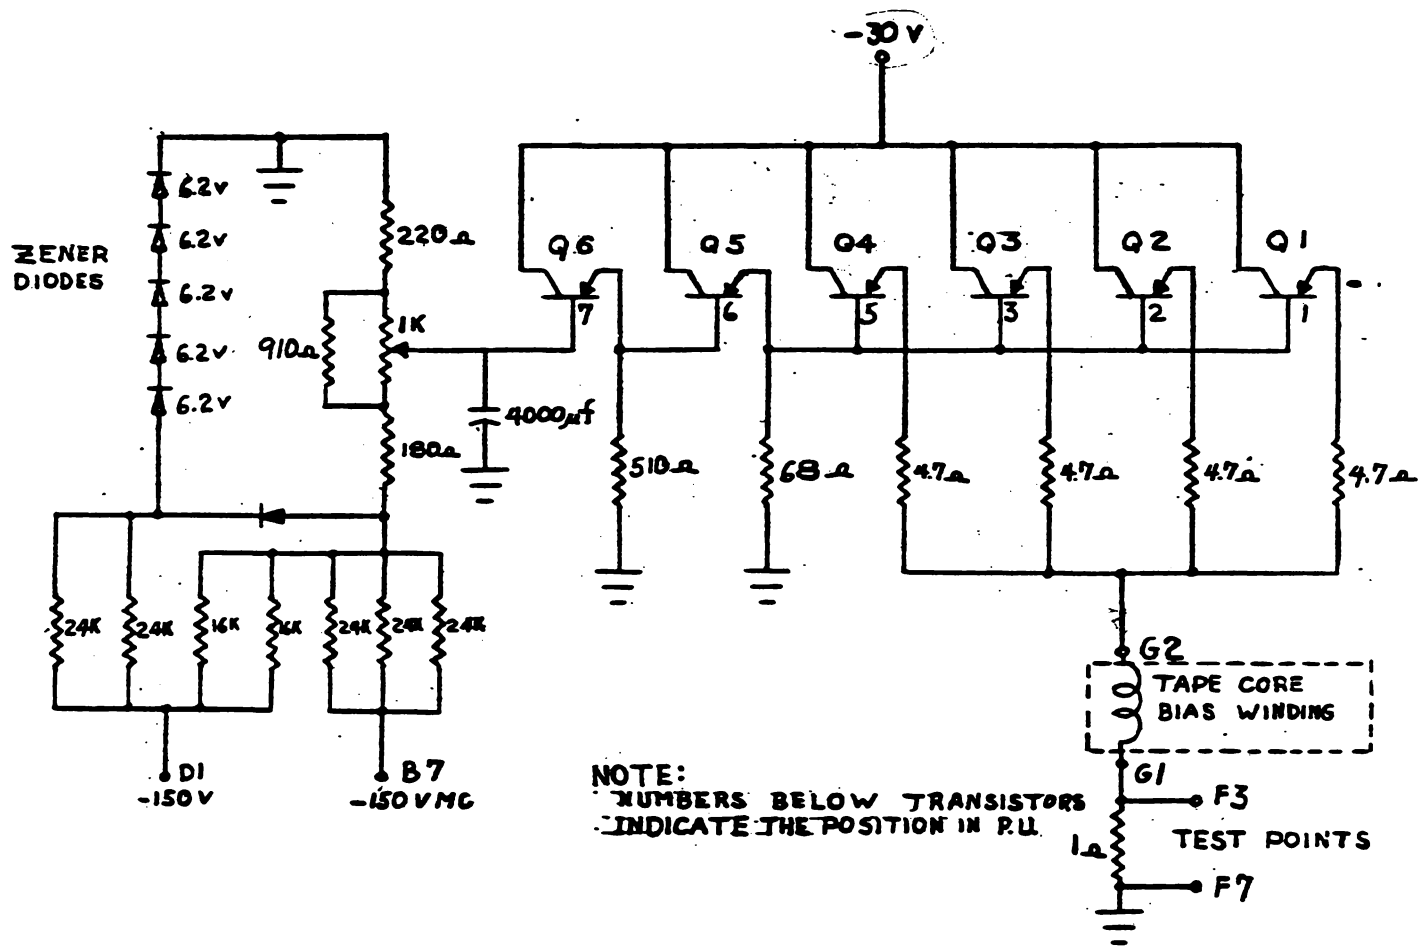 -30 V
6.2V
6.2V
6.2V
6.2V
6.2V
ZENER
DIODES
220Ω
1K
910Ω
180Ω
4000μf
Q6
Q5
Q4
Q3
Q2
Q1
7
6
5
3
2
1
510Ω
68Ω
4.7Ω
4.7Ω
4.7Ω
4.7Ω
24K
24K
16K
24K
24K
24K
D1
-150V
B7
-150 V MC
G2
TAPE CORE
BIAS WINDING
G1
F3
1Ω
TEST POINTS
F7
NOTE:
NUMBERS BELOW TRANSISTORS
INDICATE THE POSITION IN P.U.